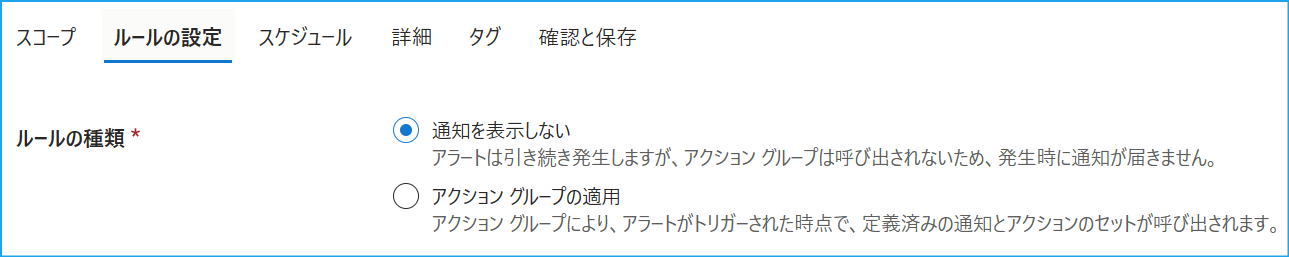 スコープ ルールの設定 スケジュール 詳細 タグ 確認と保存
ルールの種類 *
通知を表示しない
アラートは引き続き発生しますが、アクション グループは呼び出されないため、発生時に通知が届きません。
アクション グループの適用
アクション グループにより、アラートがトリガーされた時点で、定義済みの通知とアクションのセットが呼び出されます。